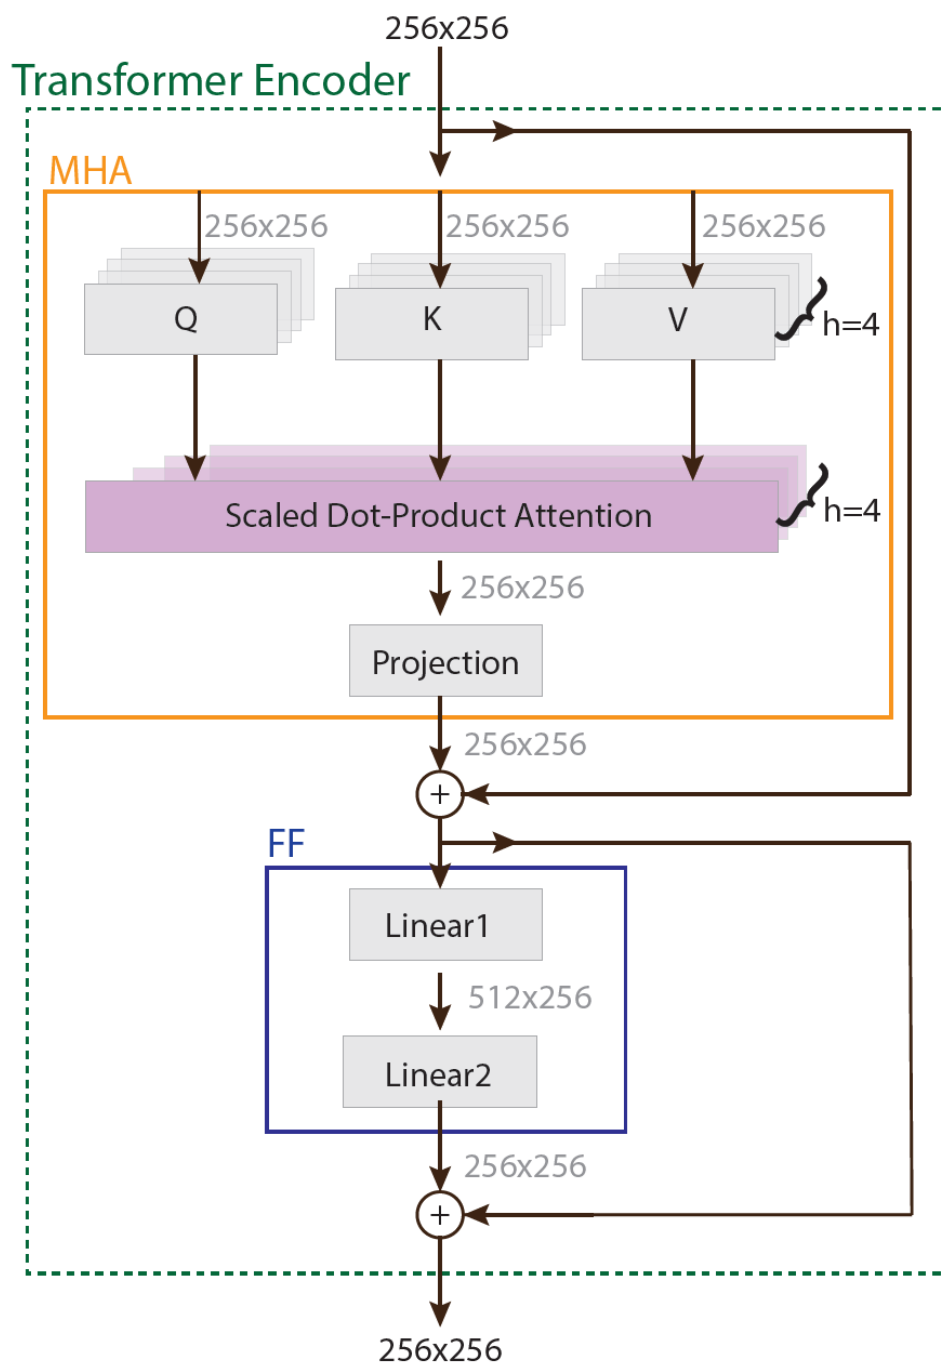 256x256
Transformer Encoder
MHA
256x256 256x256 256x256
Q K V
h=4
Scaled Dot-Product Attention
h=4
256x256
Projection
256x256
+
FF
Linear1
512x256
Linear2
256x256
+
256x256